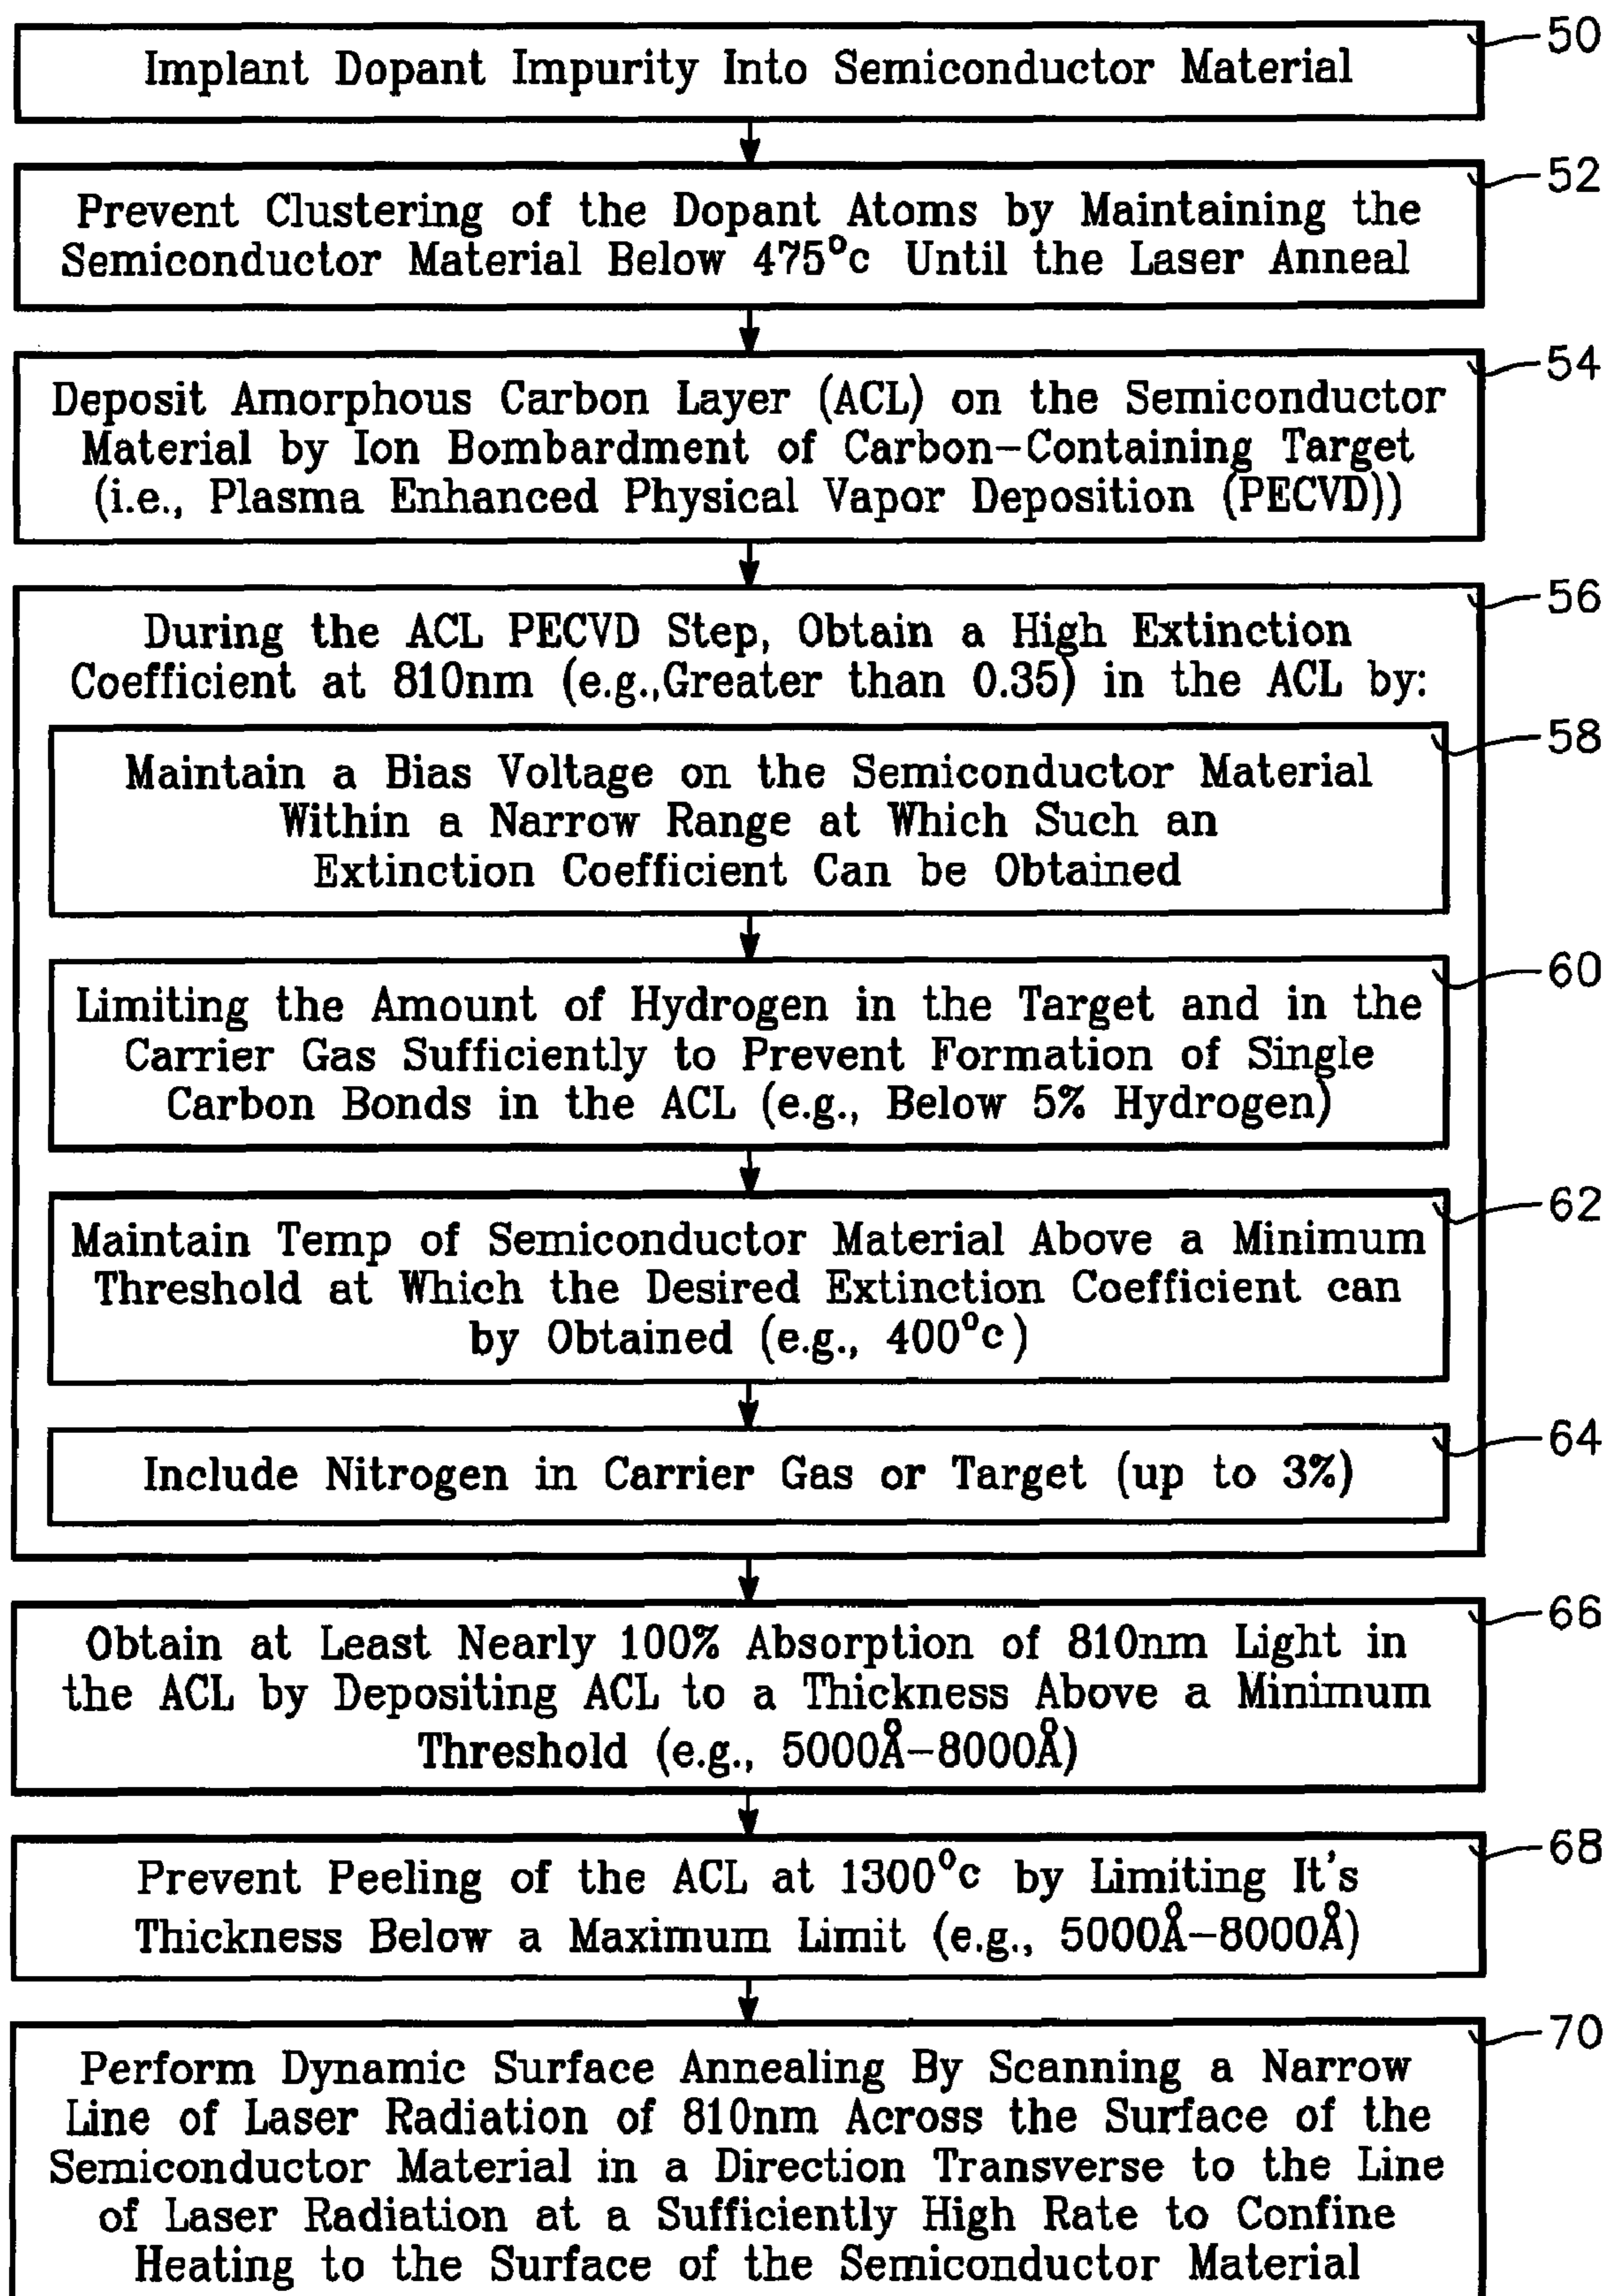 50
Implant Dopant Impurity Into Semiconductor Material
52
Prevent Clustering of the Dopant Atoms by Maintaining the
Semiconductor Material Below 475°c Until the Laser Anneal
54
Deposit Amorphous Carbon Layer (ACL) on the Semiconductor
Material by Ion Bombardment of Carbon-Containing Target
(i.e., Plasma Enhanced Physical Vapor Deposition (PECVD))
56
During the ACL PECVD Step, Obtain a High Extinction
Coefficient at 810nm (e.g.,Greater than 0.35) in the ACL by:
58
Maintain a Bias Voltage on the Semiconductor Material
Within a Narrow Range at Which Such an
Extinction Coefficient Can be Obtained
60
Limiting the Amount of Hydrogen in the Target and in the
Carrier Gas Sufficiently to Prevent Formation of Single
Carbon Bonds in the ACL (e.g., Below 5% Hydrogen)
62
Maintain Temp of Semiconductor Material Above a Minimum
Threshold at Which the Desired Extinction Coefficient can
by Obtained (e.g., 400°c)
64
Include Nitrogen in Carrier Gas or Target (up to 3%)
66
Obtain at Least Nearly 100% Absorption of 810nm Light in
the ACL by Depositing ACL to a Thickness Above a Minimum
Threshold (e.g., 5000Å-8000Å)
68
Prevent Peeling of the ACL at 1300°c by Limiting It's
Thickness Below a Maximum Limit (e.g., 5000Å-8000Å)
70
Perform Dynamic Surface Annealing By Scanning a Narrow
Line of Laser Radiation of 810nm Across the Surface of the
Semiconductor Material in a Direction Transverse to the Line
of Laser Radiation at a Sufficiently High Rate to Confine
Heating to the Surface of the Semiconductor Material